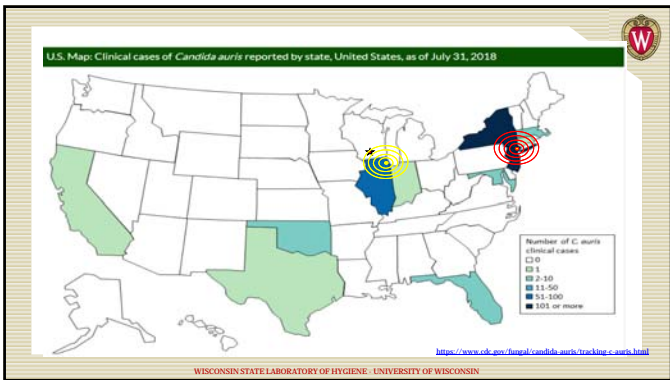 W
U.S. Map: Clinical cases of Candida auris reported by state, United States, as of July 31, 2018
Number of C. auris
clinical cases
0
1
2-10
11-50
51-100
101 or more
https://www.cdc.gov/fungal/candida-auris/tracking-c-auris.html
WISCONSIN STATE LABORATORY OF HYGIENE - UNIVERSITY OF WISCONSIN